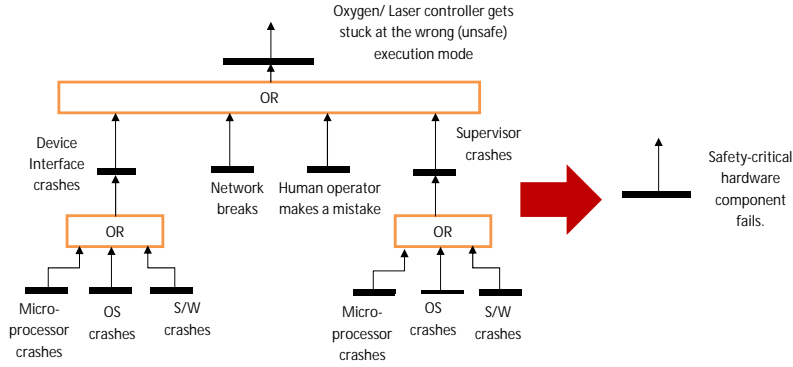 Oxygen/ Laser controller gets
stuck at the wrong (unsafe)
execution mode
OR
Device
Interface
crashes
Network
breaks
Human operator
makes a mistake
Supervisor
crashes
OR
OR
Micro-
processor
crashes
OS
crashes
S/W
crashes
Micro-
processor
crashes
OS
crashes
S/W
crashes
Safety-critical
hardware
component
fails.